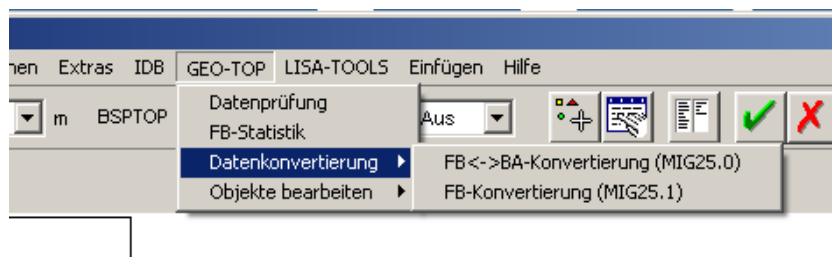 nen Extras IDB GEO-TOP LISA-TOOLS Einfügen Hilfe
m BSPTOP Aus
Datenprüfung
FB-Statistik
Datenkonvertierung
Objekte bearbeiten
FB<->BA-Konvertierung (MIG25.0)
FB-Konvertierung (MIG25.1)